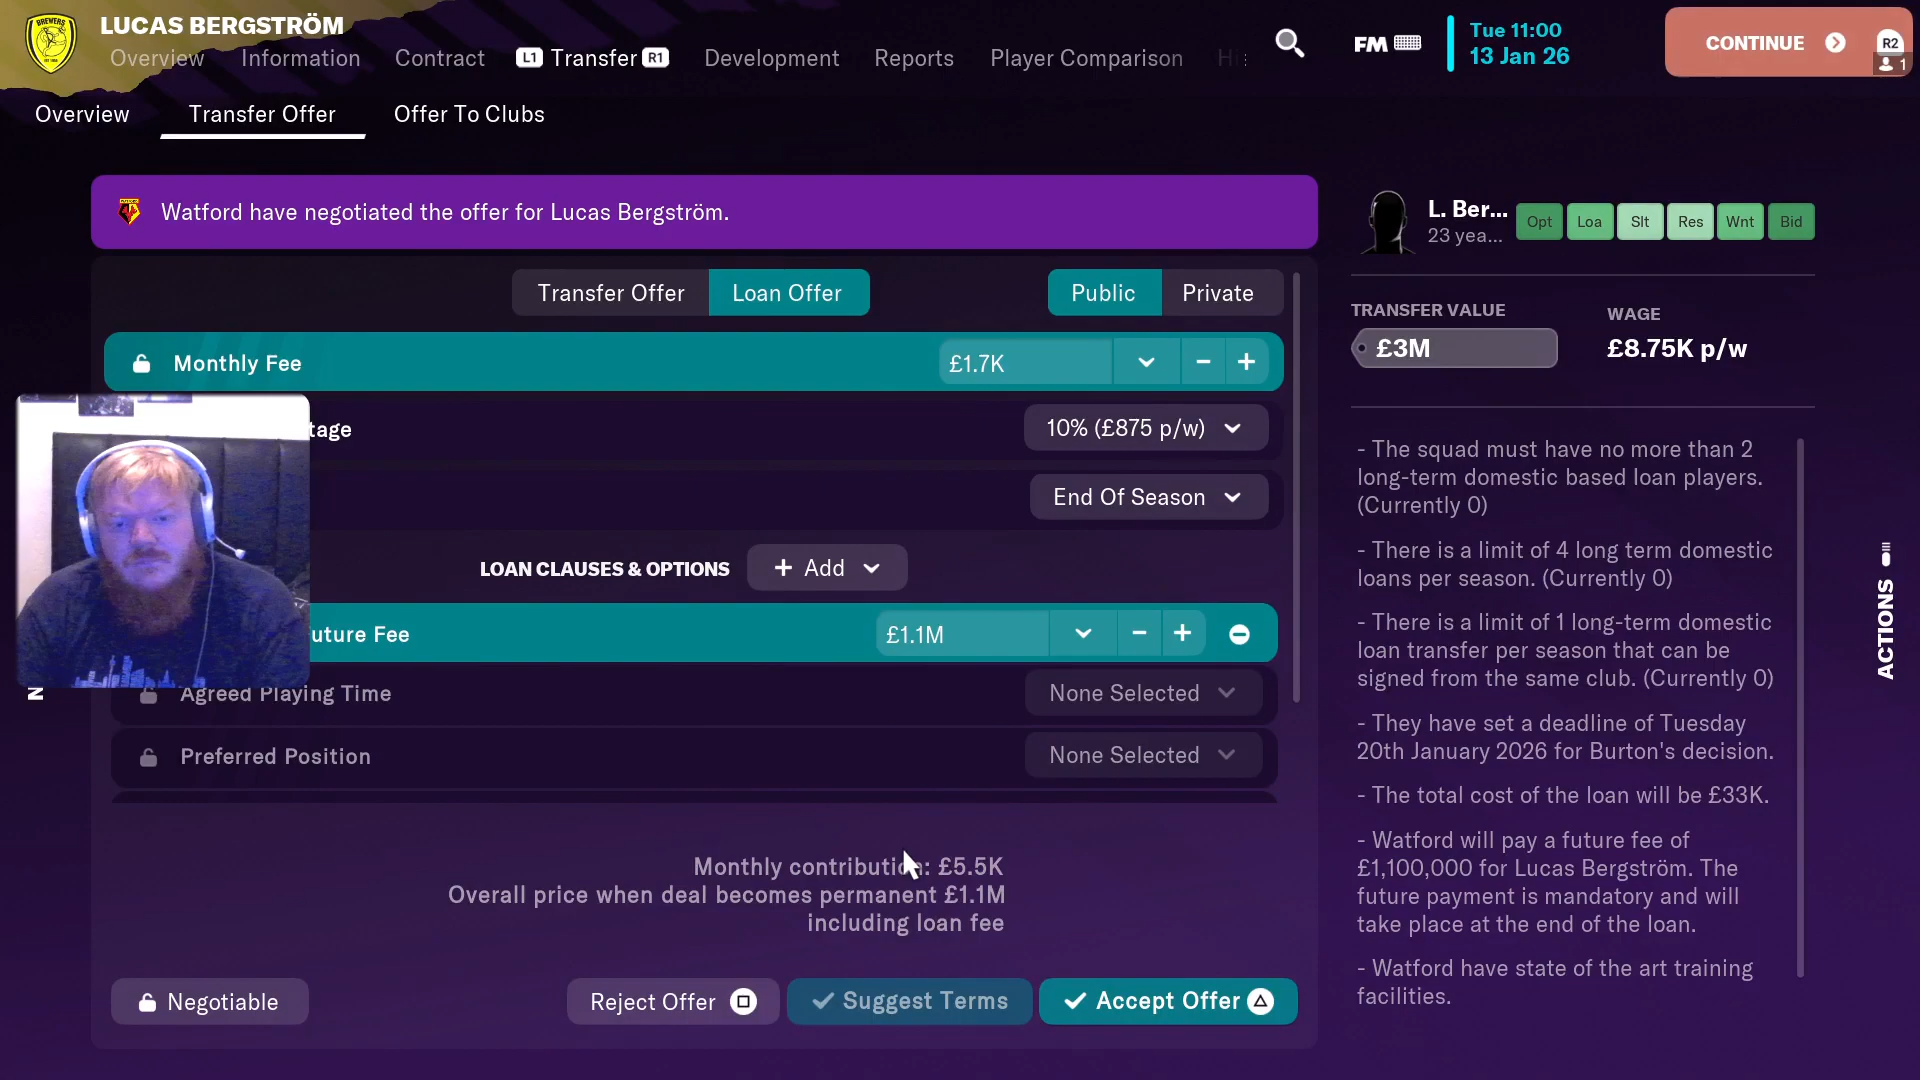 BREWERS
LUCAS BERGSTRÖM
Overview
Information
Contract
L1 Transfer R1
Development
Reports
Player Comparison
FM
Tue 11:00
13 Jan 26
CONTINUE
R2
1
Overview
Transfer Offer
Offer To Clubs
Watford have negotiated the offer for Lucas Bergström.
Transfer Offer
Loan Offer
Public
Private
Monthly Fee
£1.7K
tage
10% (£875 p/w)
End Of Season
LOAN CLAUSES & OPTIONS
+ Add
uture Fee
£1.1M
Agreed Playing Time
None Selected
Preferred Position
None Selected
Monthly contribution: £5.5K
Overall price when deal becomes permanent £1.1M
including loan fee
Negotiable
Reject Offer
Suggest Terms
Accept Offer
L. Ber...
23 yea...
Opt
Loa
Slt
Res
Wnt
Bid
TRANSFER VALUE
£3M
WAGE
£8.75K p/w
- The squad must have no more than 2
long-term domestic based loan players.
(Currently 0)
- There is a limit of 4 long term domestic
loans per season. (Currently 0)
- There is a limit of 1 long-term domestic
loan transfer per season that can be
signed from the same club. (Currently 0)
- They have set a deadline of Tuesday
20th January 2026 for Burton's decision.
- The total cost of the loan will be £33K.
- Watford will pay a future fee of
£1,100,000 for Lucas Bergström. The
future payment is mandatory and will
take place at the end of the loan.
- Watford have state of the art training
facilities.
ACTIONS